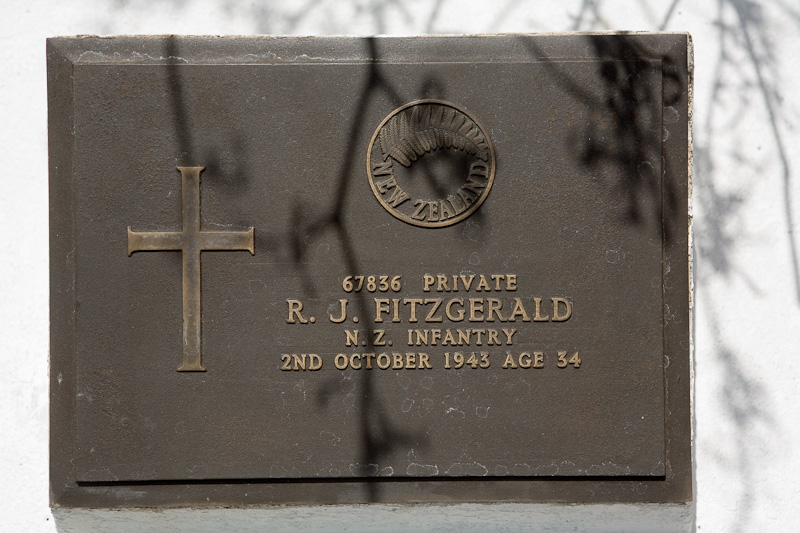 NEW ZEALAND
67836 PRIVATE
R. J. FITZGERALD
N. Z. INFANTRY
2ND OCTOBER 1943 AGE 34